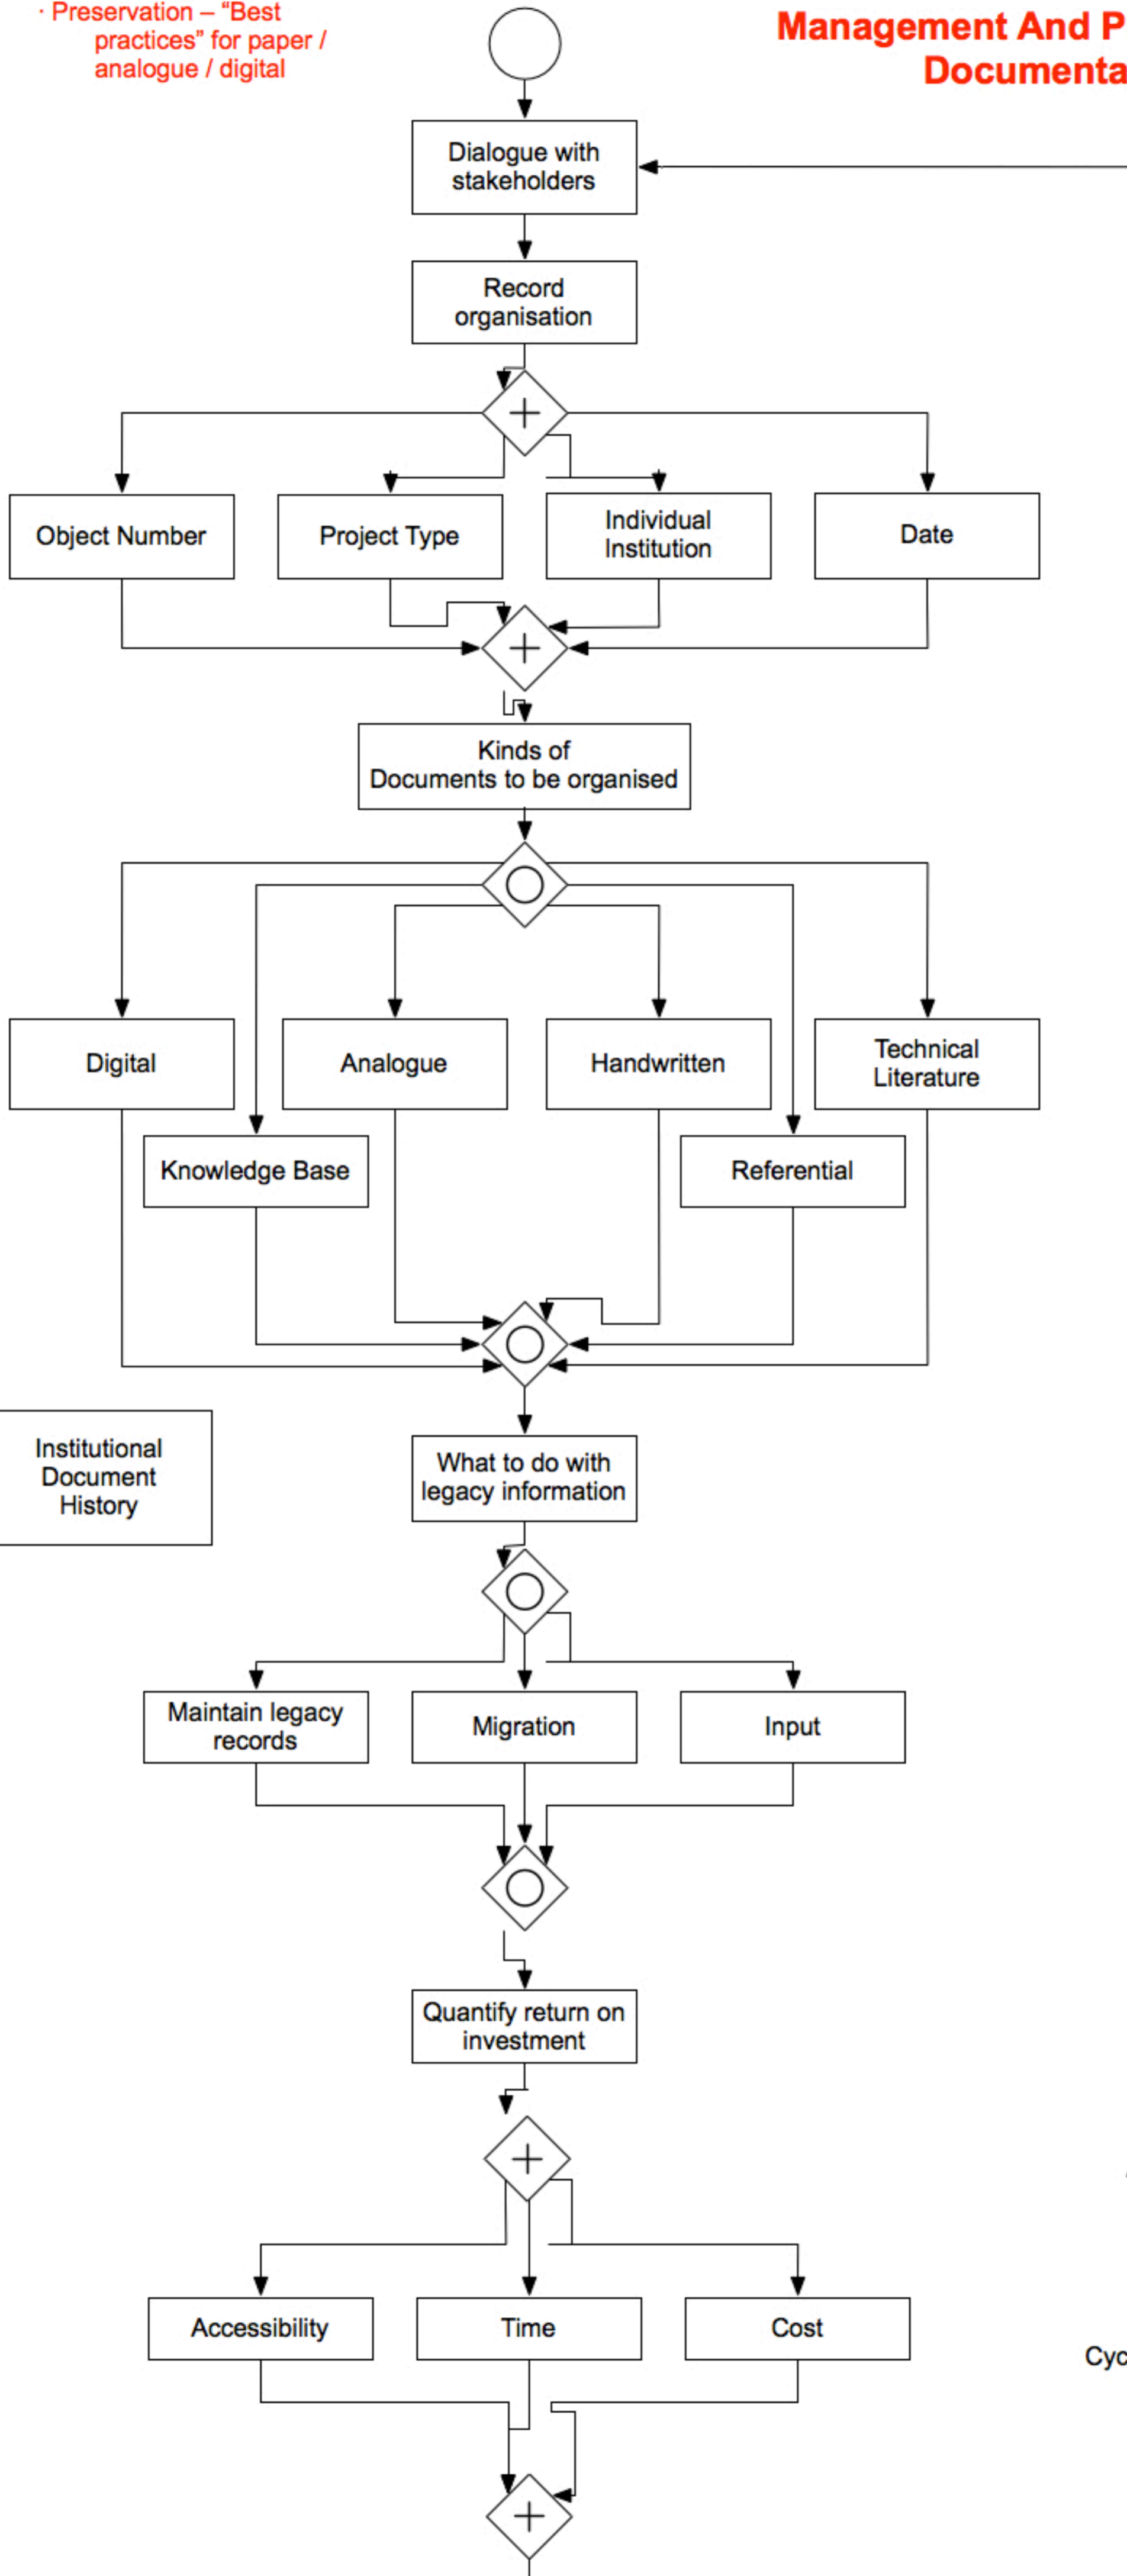 · Preservation – “Best
practices” for paper /
analogue / digital
Management And P
Documenta
Dialogue with
stakeholders
Record
organisation
Object Number
Project Type
Individual
Institution
Date
Kinds of
Documents to be organised
Digital
Analogue
Handwritten
Technical
Literature
Knowledge Base
Referential
Institutional
Document
History
What to do with
legacy information
Maintain legacy
records
Migration
Input
Quantify return on
investment
Accessibility
Time
Cost
Cyc